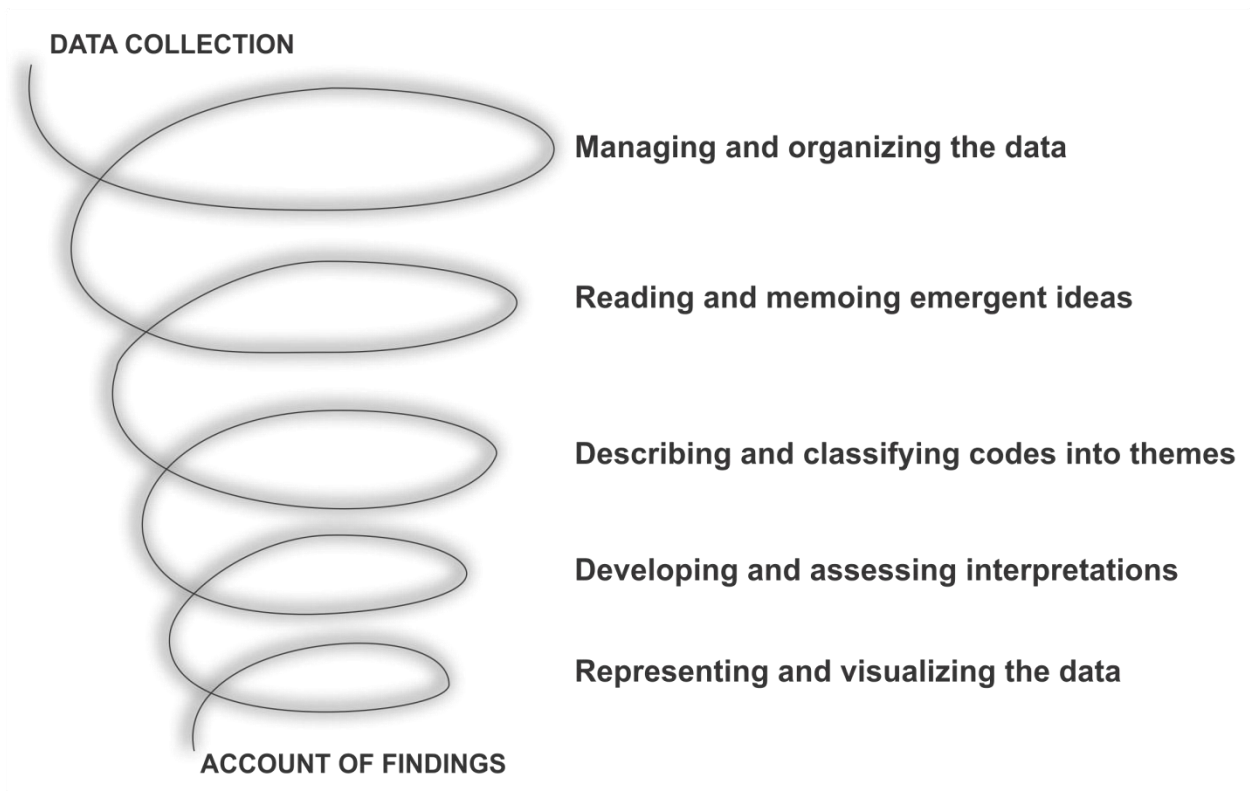 DATA COLLECTION
Managing and organizing the data
Reading and memoing emergent ideas
Describing and classifying codes into themes
Developing and assessing interpretations
Representing and visualizing the data
ACCOUNT OF FINDINGS